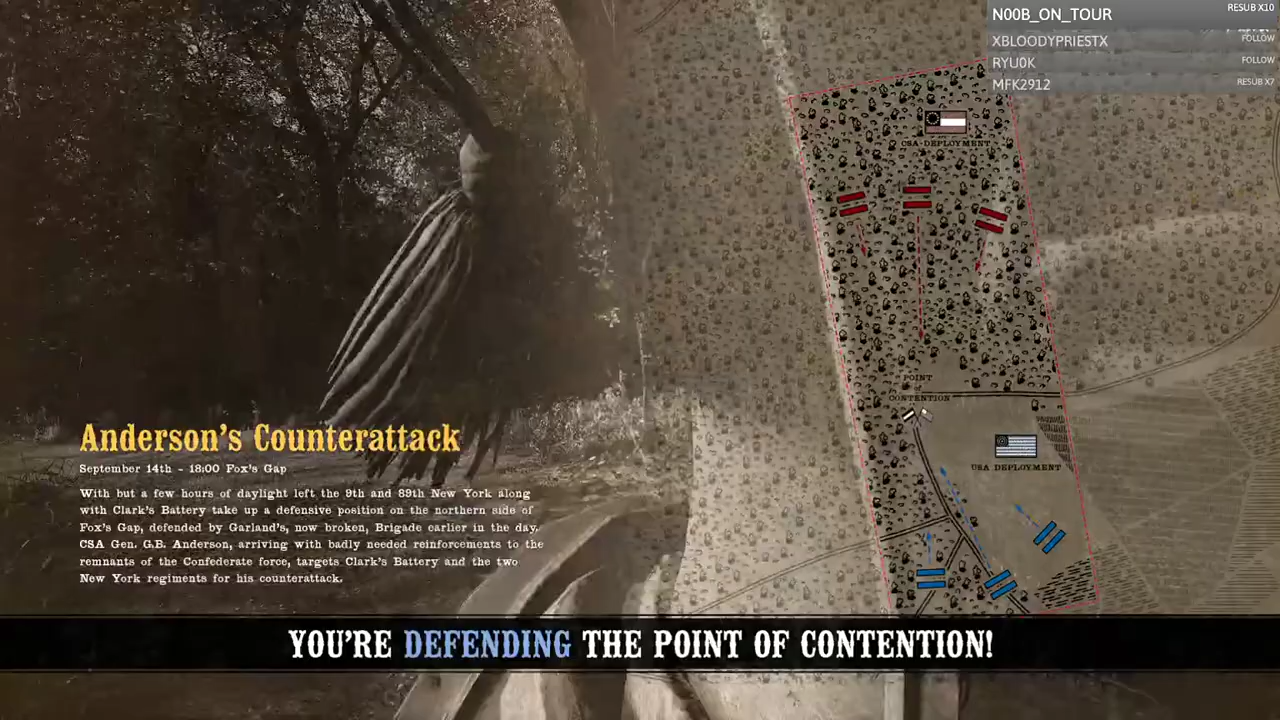 N00B_ON_TOUR RESUB X10
XBLOODYPRIESTX FOLLOW
RYU0K FOLLOW
MFK2912 RESUB X7
CSA DEPLOYMENT
POINT
CONTENTION
USA DEPLOYMENT
Anderson's Counterattack
September 14th - 18:00 Fox's Gap
With but a few hours of daylight left the 9th and 89th New York along
with Clark's Battery take up a defensive position on the northern side of
Fox's Gap, defended by Garland's, now broken, Brigade earlier in the day.
CSA Gen. G.B. Anderson, arriving with badly needed reinforcements to the
remnants of the Confederate force, targets Clark's Battery and the two
New York regiments for his counterattack.
YOU'RE DEFENDING THE POINT OF CONTENTION!